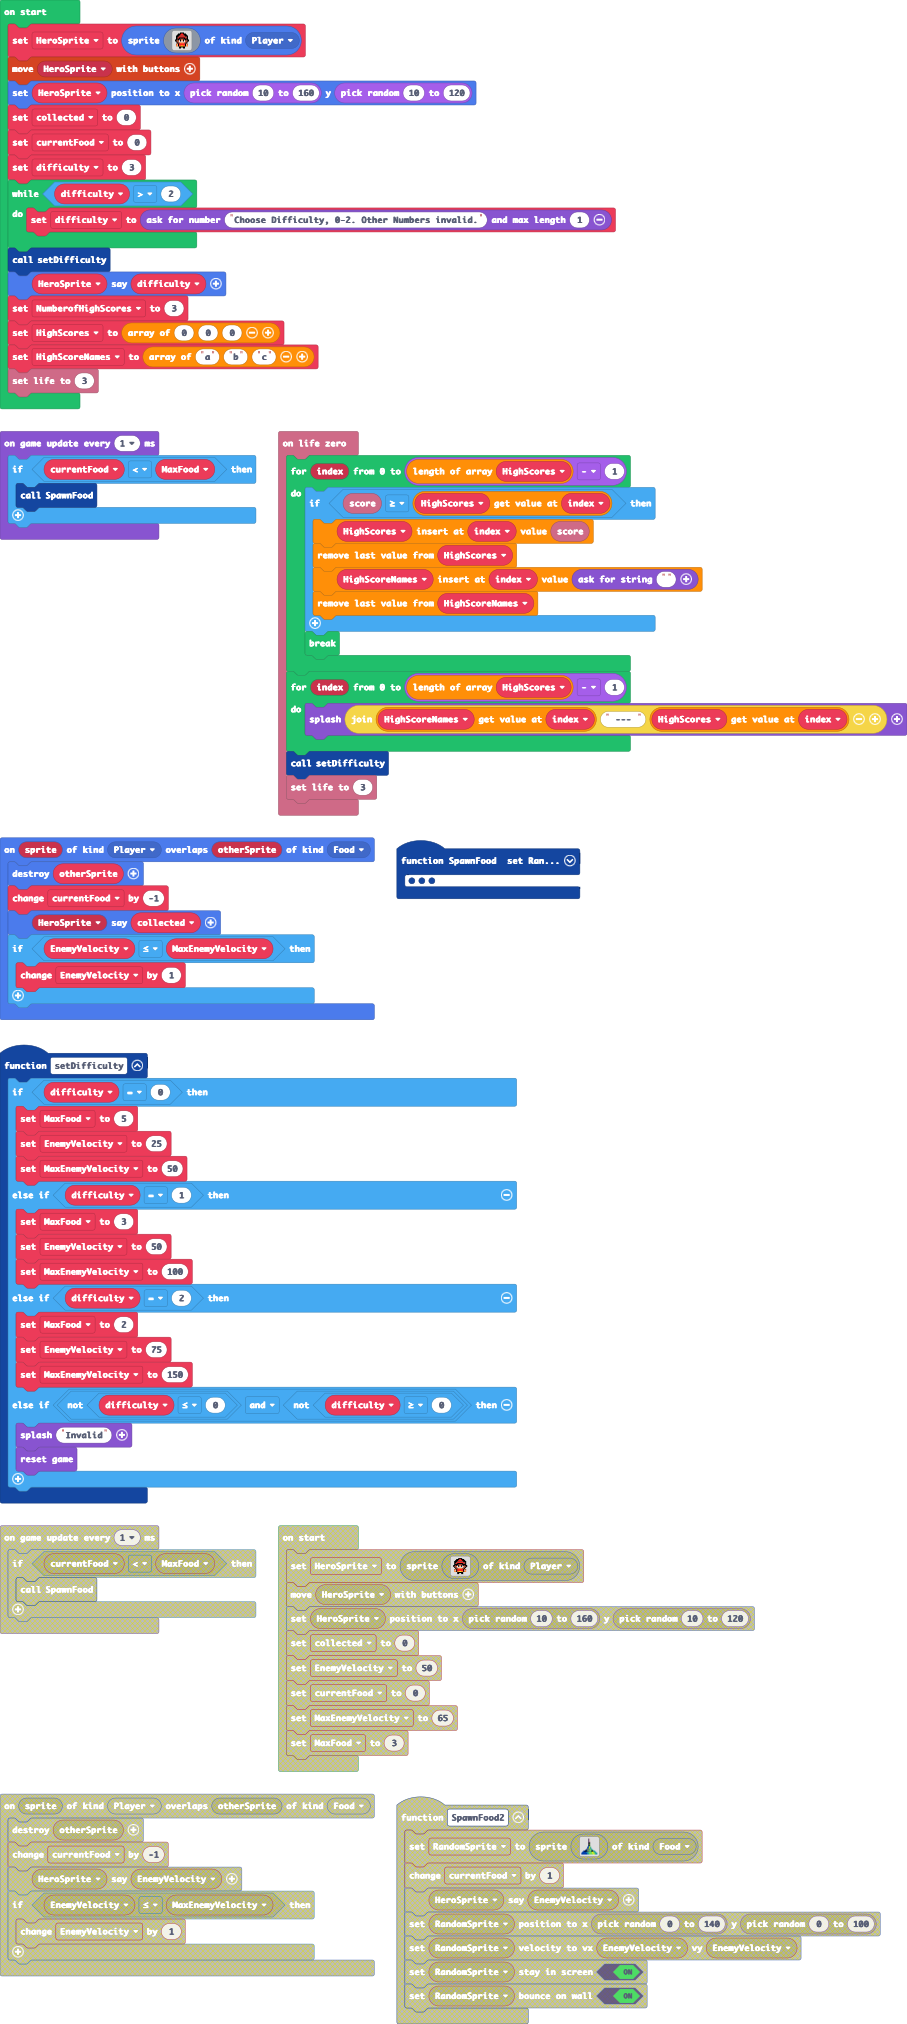 on start
set HeroSprite to sprite of kind Player
move HeroSprite with buttons
set HeroSprite position to x pick random 10 to 160 y pick random 10 to 120
set collected to 0
set currentFood to 0
set difficulty to 3
while difficulty > 2
do set difficulty to ask for number "Choose Difficulty, 0-2. Other Numbers invalid." and max length 1
call setDifficulty
HeroSprite say difficulty
set NumberofHighScores to 3
set HighScores to array of 0 0 0
set HighScoreNames to array of "a" "b" "c"
set life to 3
on game update every 1 ms
if currentFood < MaxFood then
call SpawnFood
on life zero
for index from 0 to length of array HighScores - 1
do
if score ≥ HighScores get value at index then
HighScores insert at index value score
remove last value from HighScores
HighScoreNames insert at index value ask for string " "
remove last value from HighScoreNames
break
for index from 0 to length of array HighScores - 1
do splash join HighScoreNames get value at index " --- " HighScores get value at index
call setDifficulty
set life to 3
on sprite of kind Player overlaps otherSprite of kind Food
destroy otherSprite
change currentFood by -1
HeroSprite say collected
if EnemyVelocity ≤ MaxEnemyVelocity then
change EnemyVelocity by 1
function SpawnFood set Ran...
function setDifficulty
if difficulty = 0 then
set MaxFood to 5
set EnemyVelocity to 25
set MaxEnemyVelocity to 50
else if difficulty = 1 then
set MaxFood to 3
set EnemyVelocity to 50
set MaxEnemyVelocity to 100
else if difficulty = 2 then
set MaxFood to 2
set EnemyVelocity to 75
set MaxEnemyVelocity to 150
else if not difficulty ≤ 0 and not difficulty ≥ 0 then
splash "Invalid"
reset game
on game update every 1 ms
if currentFood < MaxFood then
call SpawnFood
on start
set HeroSprite to sprite of kind Player
move HeroSprite with buttons
set HeroSprite position to x pick random 10 to 160 y pick random 10 to 120
set collected to 0
set EnemyVelocity to 50
set currentFood to 0
set MaxEnemyVelocity to 65
set MaxFood to 3
on sprite of kind Player overlaps otherSprite of kind Food
destroy otherSprite
change currentFood by -1
HeroSprite say EnemyVelocity
if EnemyVelocity ≤ MaxEnemyVelocity then
change EnemyVelocity by 1
function SpawnFood2
set RandomSprite to sprite of kind Food
change currentFood by 1
HeroSprite say EnemyVelocity
set RandomSprite position to x pick random 0 to 140 y pick random 0 to 100
set RandomSprite velocity to vx EnemyVelocity vy EnemyVelocity
set RandomSprite stay in screen ON
set RandomSprite bounce on wall ON